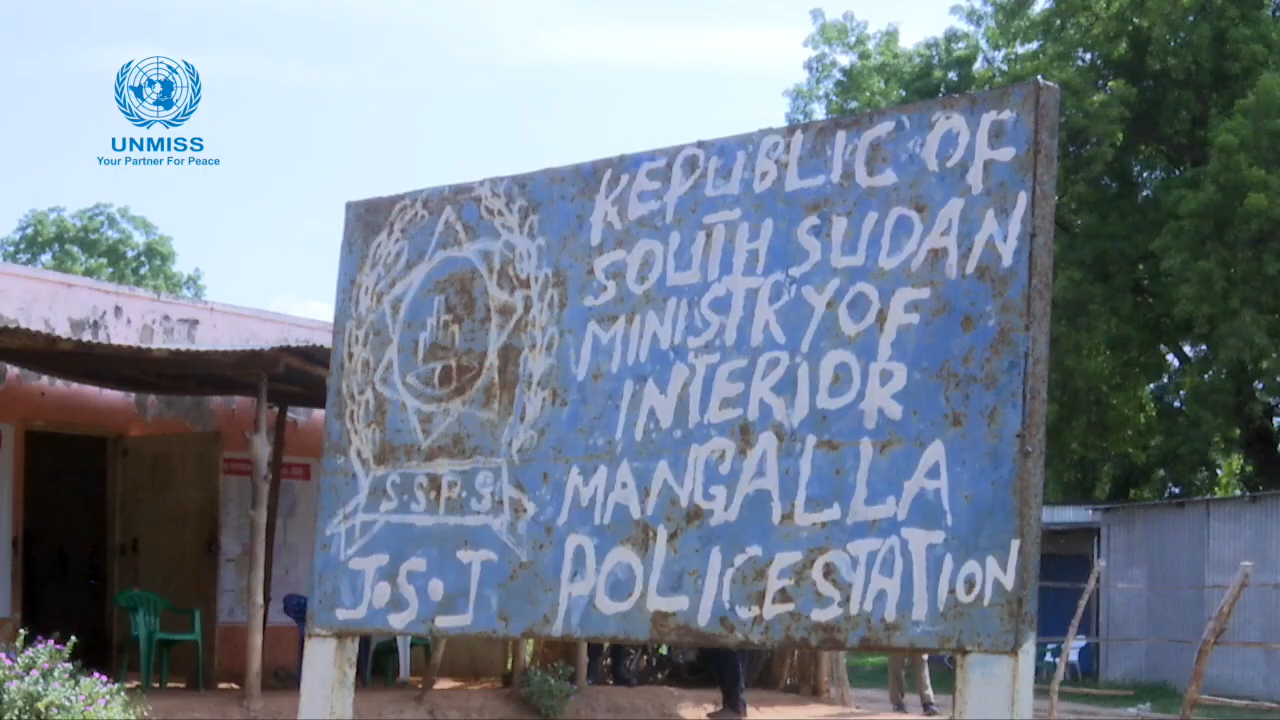 UNMISS
Your Partner For Peace
REPUBLIC OF
SOUTH SUDAN
MINISTRY OF
INTERIOR
MANGALLA
POLICE STATION
S.S.P.S
J.S.J